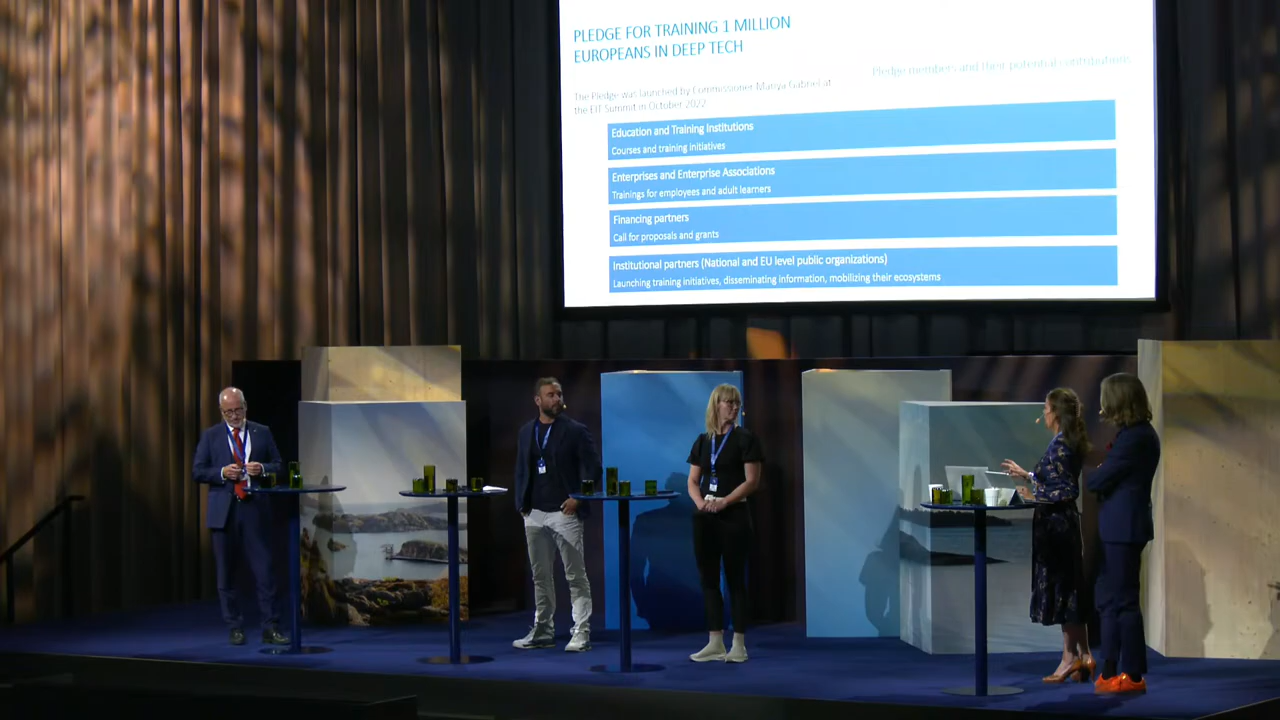 PLEDGE FOR TRAINING 1 MILLION
EUROPEANS IN DEEP TECH
Pledge members and their potentials contributions
The Pledge was launched by Commissioner Mariya Gabriel at
the EIT Summit in October 2022
Education and Training Institutions
Courses and training initiatives
Enterprises and Enterprise Associations
Trainings for employees and adult learners
Financing partners
Call for proposals and grants
Institutional partners (National and EU level public organizations)
Launching training initiatives, disseminating information, mobilizing their ecosystems